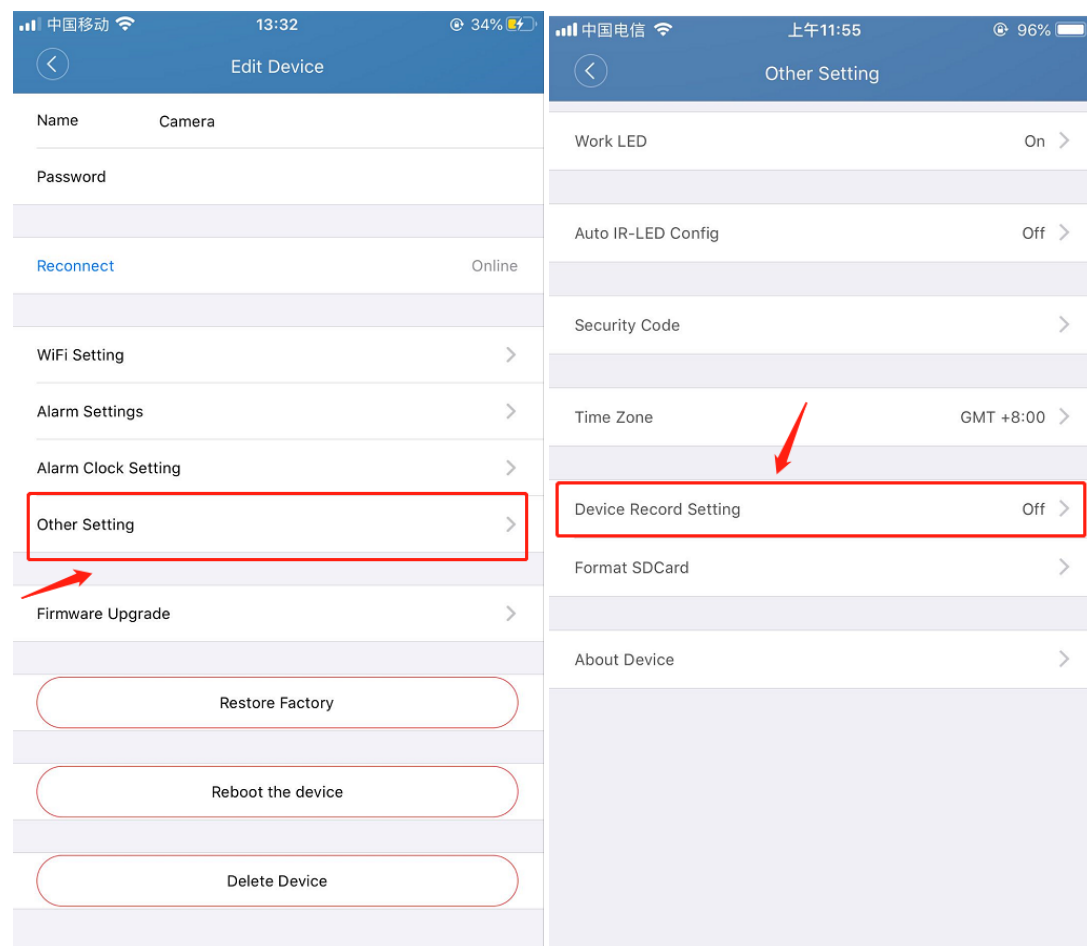 中国移动 13:32 34%
Edit Device
Name Camera
Password
Reconnect Online
WiFi Setting
Alarm Settings
Alarm Clock Setting
Other Setting
Firmware Upgrade
Restore Factory
Reboot the device
Delete Device
中国电信 上午11:55 96%
Other Setting
Work LED On
Auto IR-LED Config Off
Security Code
Time Zone GMT +8:00
Device Record Setting Off
Format SDCard
About Device